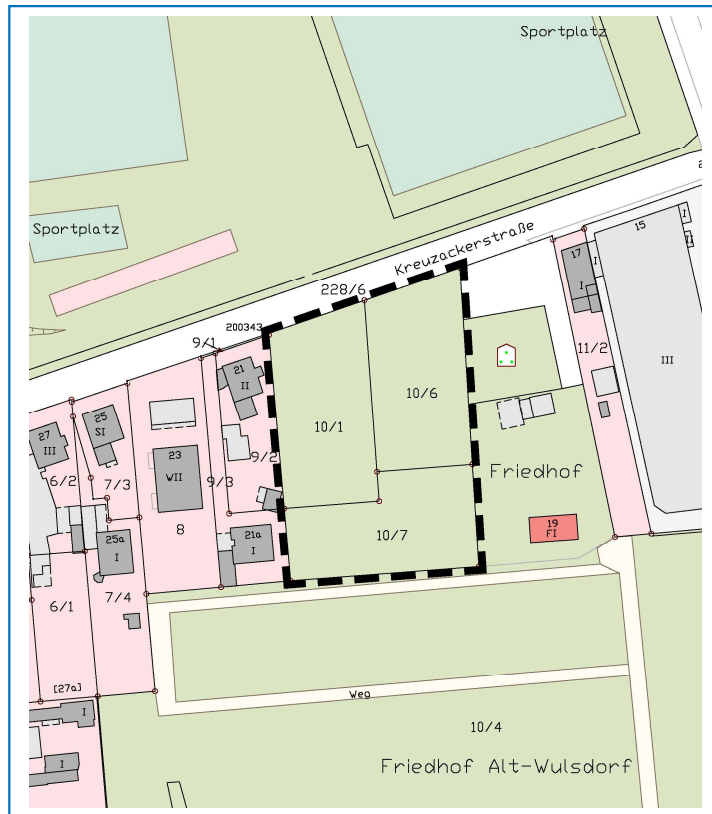 Sportplatz
Sportplatz
Kreuzackerstraße
228/6
200343
9/1
15
I
II
17
I
I
11/2
III
21
II
10/6
10/1
25
SI
27
III
23
WII
9/2
9/3
6/2
7/3
Friedhof
8
19
FI
10/7
25a
I
21a
I
6/1
7/4
[27a]
Weg
I
10/4
I
Friedhof Alt-Wulsdorf